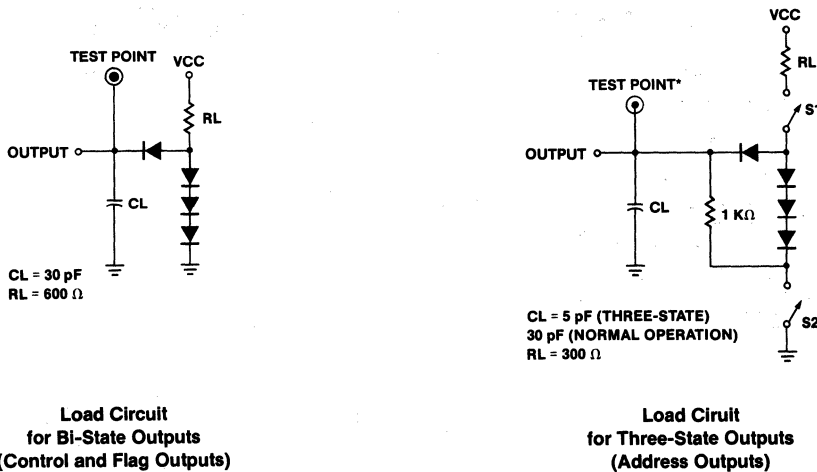 TEST POINT
VCC
RL
OUTPUT
CL
CL = 30 pF
RL = 600 Ω
Load Circuit
for Bi-State Outputs
(Control and Flag Outputs)
VCC
RL
TEST POINT*
S1
OUTPUT
CL
1 KΩ
S2
CL = 5 pF (THREE-STATE)
30 pF (NORMAL OPERATION)
RL = 300 Ω
Load Ciruit
for Three-State Outputs
(Address Outputs)